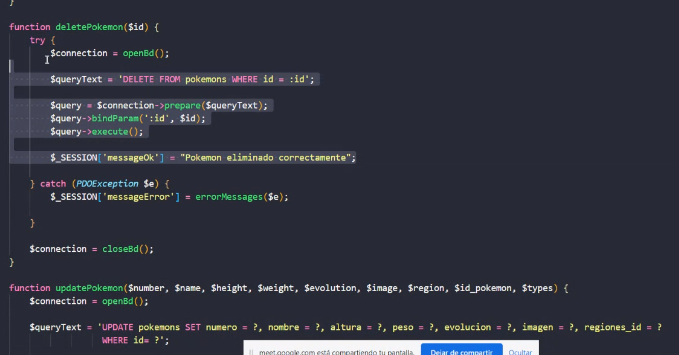 }
function deletePokemon($id) {
try {
$connection = openBd();
$queryText = 'DELETE FROM pokemons WHERE id = :id';
$query = $connection->prepare($queryText);
$query->bindParam(':id', $id);
$query->execute();
$_SESSION['messageOk'] = "Pokemon eliminado correctamente";
} catch (PDOException $e) {
$_SESSION['messageError'] = errorMessages($e);
}
$connection = closeBd();
}
function updatePokemon($number, $name, $height, $weight, $evolution, $image, $region, $id_pokemon, $types) {
$connection = openBd();
$queryText = 'UPDATE pokemons SET numero = ?, nombre = ?, altura = ?, peso = ?, evolucion = ?, imagen = ?, regiones_id = ?
WHERE id= ?';
meet.google.com está compartiendo tu pantalla. Dejar de compartir Ocultar